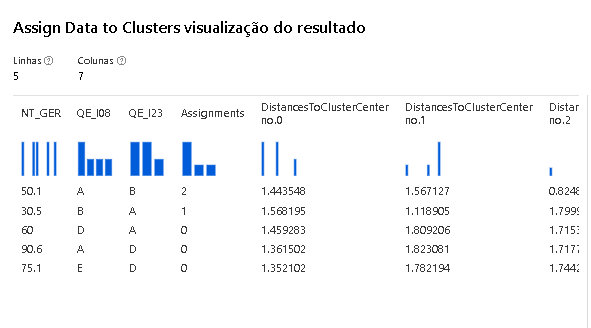 Assign Data to Clusters visualização do resultado
Linhas Colunas
5 7
NT_GER QE_I08 QE_I23 Assignments DistancesToClusterCenter no.0 DistancesToClusterCenter no.1 Distar no.2
50.1 A B 2 1.443548 1.567127 0.8248
30.5 B A 1 1.568195 1.118905 1.7999
60 D A 0 1.459283 1.809206 1.7153
90.6 A D 0 1.361502 1.823081 1.7177
75.1 E D 0 1.352102 1.782194 1.7442